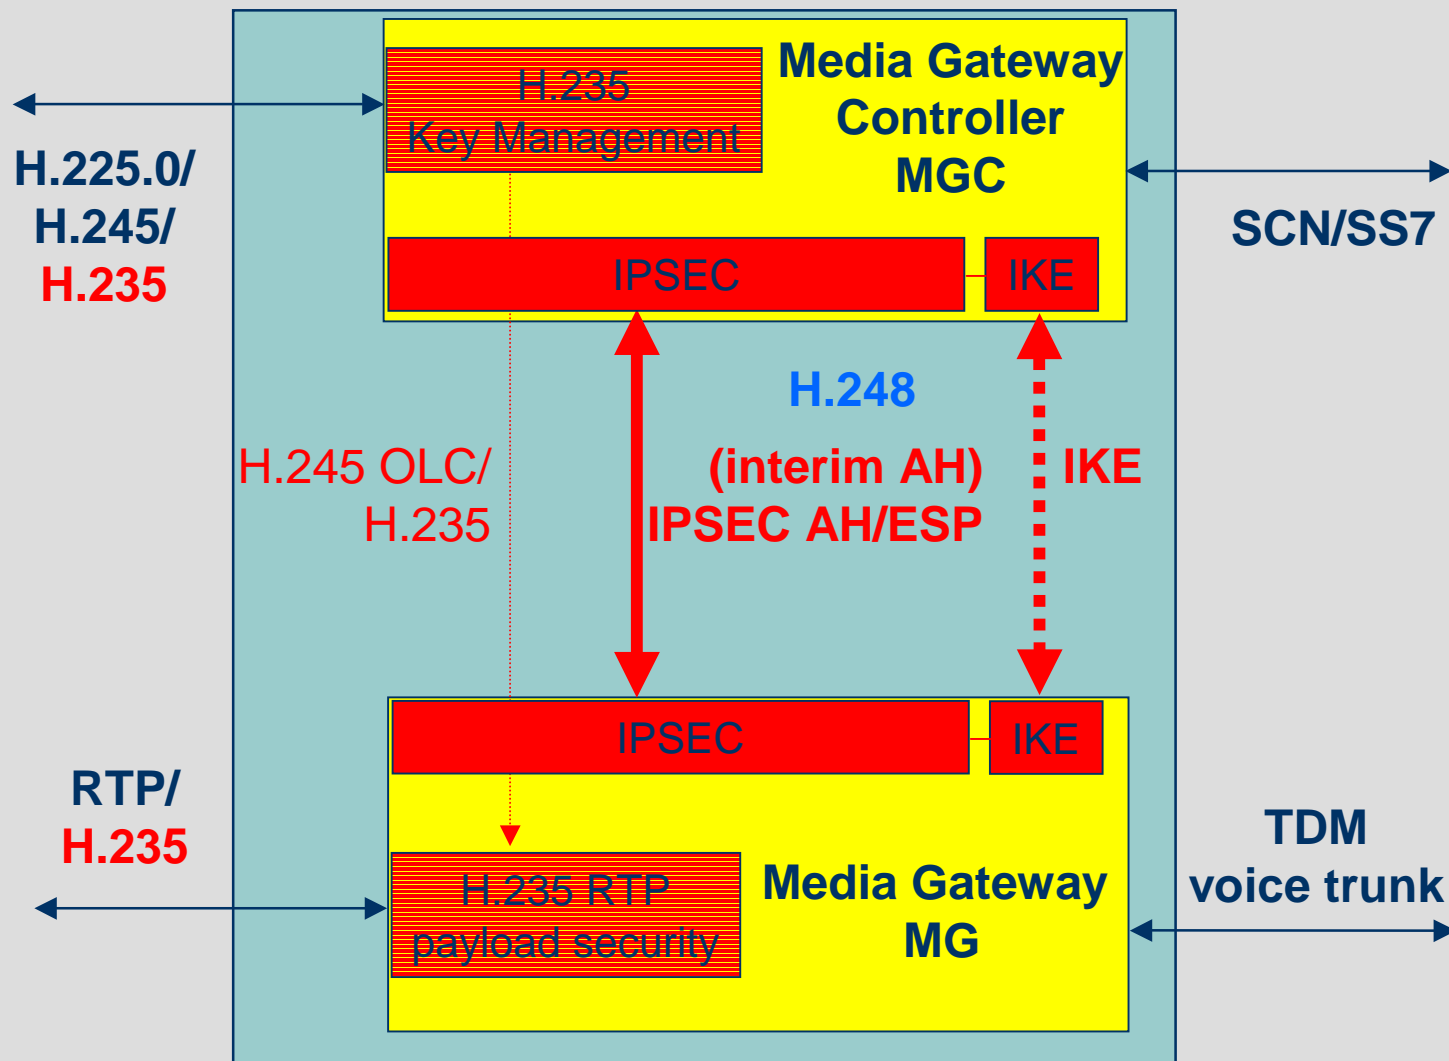 H.235
Key Management
Media Gateway
Controller
MGC
H.225.0/
H.245/
H.235
SCN/SS7
IPSEC
IKE
H.248
H.245 OLC/
H.235
(interim AH)
IPSEC AH/ESP
IKE
IPSEC
IKE
RTP/
H.235
H.235 RTP
payload security
Media Gateway
MG
TDM
voice trunk